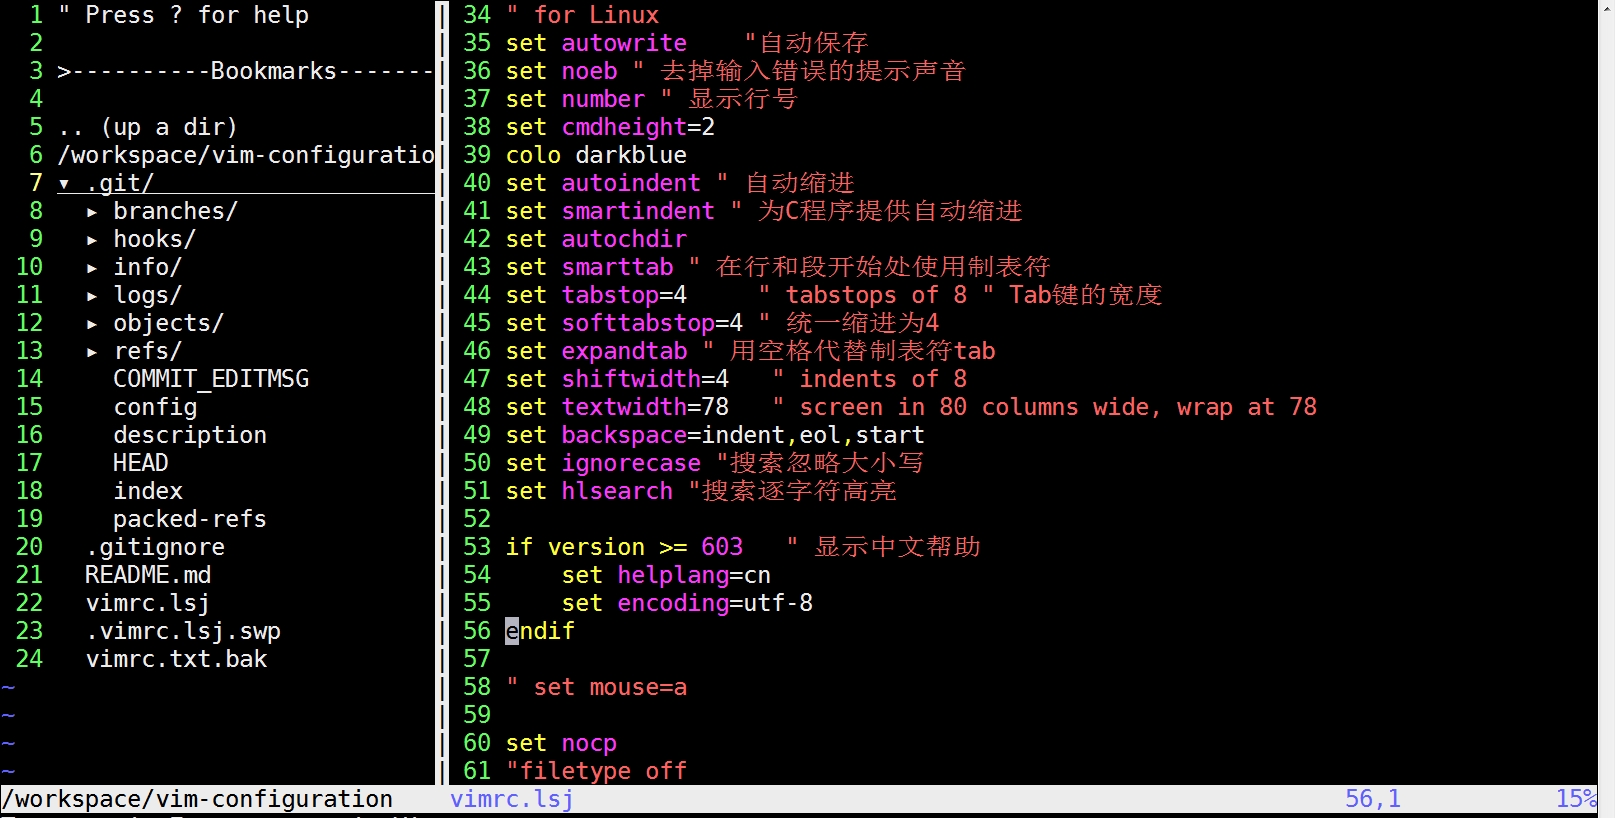 1 " Press ? for help
2
3 >----------Bookmarks-------
4
5 .. (up a dir)
6 /workspace/vim-configuratio
7 ▾ .git/
8 ▸ branches/
9 ▸ hooks/
10 ▸ info/
11 ▸ logs/
12 ▸ objects/
13 ▸ refs/
14 COMMIT_EDITMSG
15 config
16 description
17 HEAD
18 index
19 packed-refs
20 .gitignore
21 README.md
22 vimrc.lsj
23 .vimrc.lsj.swp
24 vimrc.txt.bak
~
~
~
~
/workspace/vim-configuration
34 " for Linux
35 set autowrite    "自动保存
36 set noeb " 去掉输入错误的提示声音
37 set number " 显示行号
38 set cmdheight=2
39 colo darkblue
40 set autoindent " 自动缩进
41 set smartindent " 为C程序提供自动缩进
42 set autochdir
43 set smarttab " 在行和段开始处使用制表符
44 set tabstop=4     " tabstops of 8 " Tab键的宽度
45 set softtabstop=4 " 统一缩进为4
46 set expandtab " 用空格代替制表符tab
47 set shiftwidth=4   " indents of 8
48 set textwidth=78   " screen in 80 columns wide, wrap at 78
49 set backspace=indent,eol,start
50 set ignorecase "搜索忽略大小写
51 set hlsearch "搜索逐字符高亮
52
53 if version >= 603   " 显示中文帮助
54     set helplang=cn
55     set encoding=utf-8
56 endif
57
58 " set mouse=a
59
60 set nocp
61 "filetype off
vimrc.lsj 56,1 15%